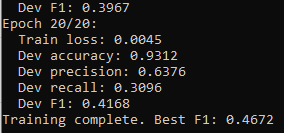 Dev F1: 0.3967
Epoch 20/20:
Train loss: 0.0045
Dev accuracy: 0.9312
Dev precision: 0.6376
Dev recall: 0.3096
Dev F1: 0.4168
Training complete. Best F1: 0.4672